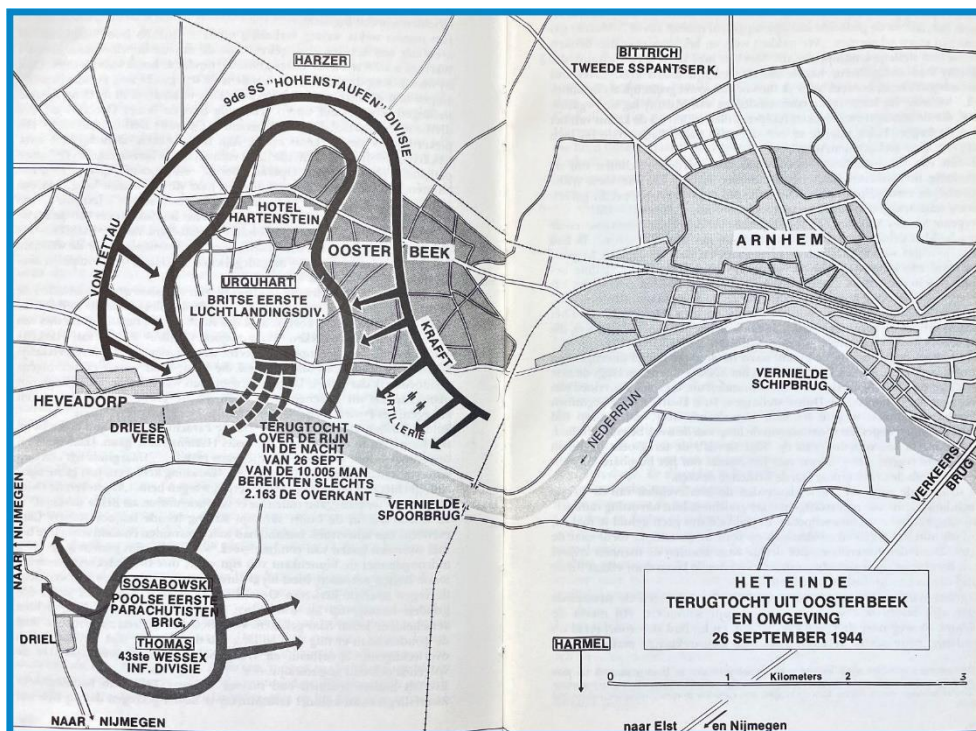 HARZER
9de SS "HOHENSTAUFEN" DIVISIE
BITTRICH
TWEEDE SSPANTSER K.
HOTEL
HARTENSTEIN
VON TETTAU
OOSTERBEEK
ARNHEM
URQUHART
BRITSE EERSTE
LUCHTLANDINGSDIV.
KRAFFT
ARTILLERIE
HEVEADORP
DRIELSE
VEER
TERUGTOCHT
OVER DE RIJN
IN DE NACHT
VAN 26 SEPT
VAN DE 10.005 MAN
BEREIKTEN SLECHTS
2.163 DE OVERKANT
NEDERRIJN
VERNIELDE
SCHIPBRUG
VERNIELDE
SPOORBRUG
VERKEERS
BRUG
NAAR NIJMEGEN
SOSABOWSKI
POOLSE EERSTE
PARACHUTISTEN
BRIG.
THOMAS
43ste WESSEX
INF. DIVISIE
DRIEL
NAAR NIJMEGEN
HARMEL
HET EINDE
TERUGTOCHT UIT OOSTERBEEK
EN OMGEVING
26 SEPTEMBER 1944
0 1 Kilometers 2 3
naar Elst en Nijmegen